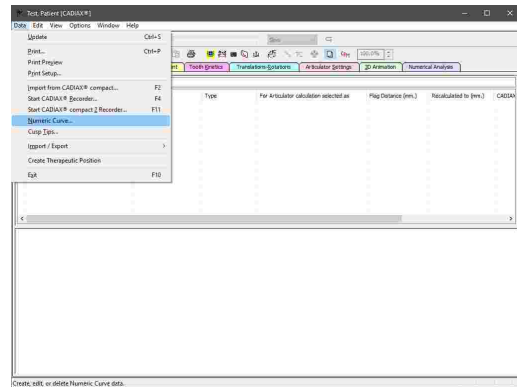 Test, Patient [CADIAX®]
Data Edit View Options Window Help
Update Ctrl+S
Print... Ctrl+P
Print Preview
Print Setup...
Import from CADIAX® compact... F2
Start CADIAX® Recorder... F4
Start CADIAX® compact 2 Recorder... F11
Numeric Curve...
Cusp Tips...
Import / Export
Create Therapeutic Position
Exit F10
Slow
100.0%
Tooth Kinetics Translations-Rotations Articulator Settings 3D Animation Numerical Analysis
Type For Articulator calculation selected as Flag Distance (mm.) Recalculated to (mm.) CADIAX
Create, edit, or delete Numeric Curve data.